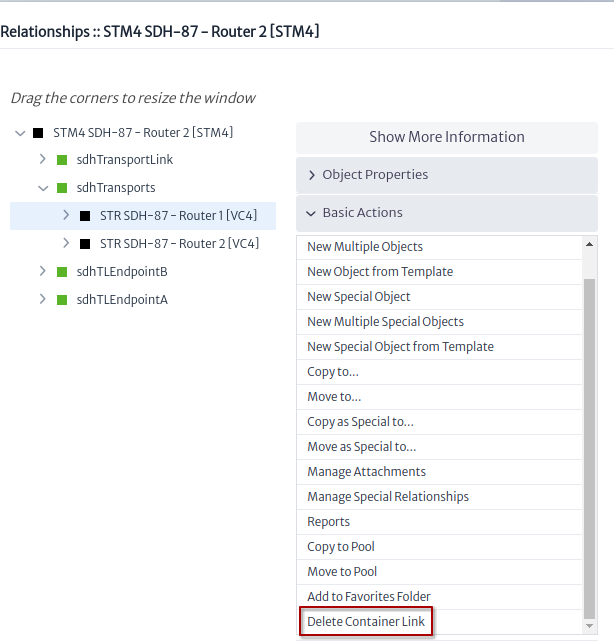 Relationships :: STM4 SDH-87 - Router 2 [STM4]
Drag the corners to resize the window
STM4 SDH-87 - Router 2 [STM4]
sdhTransportLink
sdhTransports
STR SDH-87 - Router 1 [VC4]
STR SDH-87 - Router 2 [VC4]
sdhTLEndpointB
sdhTLEndpointA
Show More Information
Object Properties
Basic Actions
New Multiple Objects
New Object from Template
New Special Object
New Multiple Special Objects
New Special Object from Template
Copy to...
Move to...
Copy as Special to...
Move as Special to...
Manage Attachments
Manage Special Relationships
Reports
Copy to Pool
Move to Pool
Add to Favorites Folder
Delete Container Link